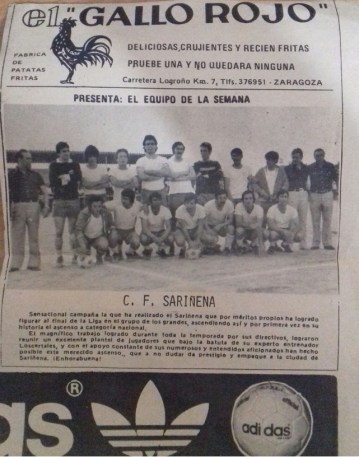 el "GALLO ROJO"
FABRICA
DE
PATATAS
FRITAS
DELICIOSAS, CRUJIENTES Y RECIEN FRITAS
PRUEBE UNA Y NO QUEDARA NINGUNA
Carretera Logroño Km. 7, Tlfs. 376951 - ZARAGOZA
PRESENTA: EL EQUIPO DE LA SEMANA
C. F. SARIÑENA
Sensational campaña la que ha realizado el Sariñena que por méritos propios ha logrado
figurar al final de la Liga en el grupo de los grandes, ascendiendo así y por primera vez en su
historia el ascenso a categoría nacional.
El magnífico trabajo logrado durante toda la temporada por sus directivos, lograron
reunir un excelente plantel de jugadores que bajo la batuta de su experto entrenador
y con el apoyo constante de sus numerosos y entendidos aficionados han hecho
posible este merecido ascenso, que a no dudar da prestigio y empaque a la ciudad de
Sariñena. ¡Enhorabuena!
®
as
adidas